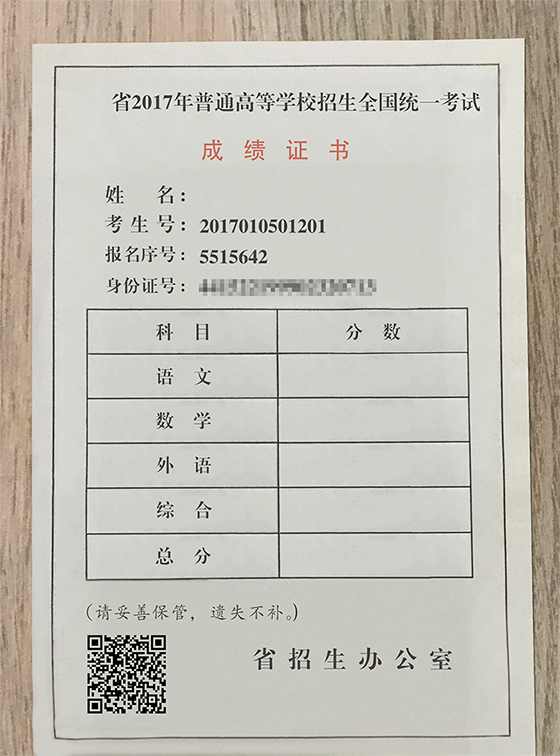 省2017年普通高等学校招生全国统一考试
成绩证书
姓名：
考生号：2017010501201
报名序号：5515642
身份证号：
科目 分数
语文
数学
外语
综合
总分
（请妥善保管，遗失不补。）
省招生办公室